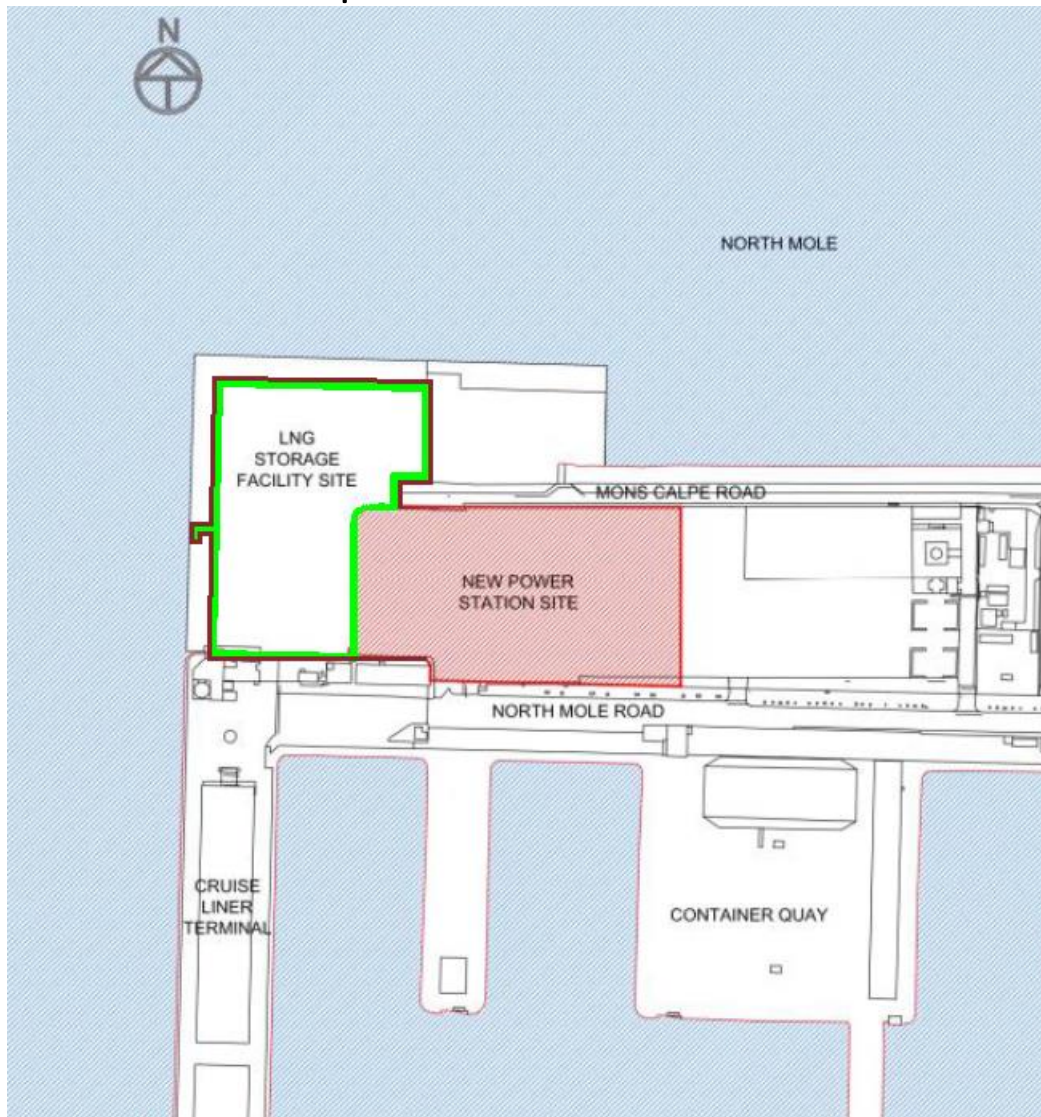 N
NORTH MOLE
LNG
STORAGE
FACILITY SITE
MONS CALPE ROAD
NEW POWER
STATION SITE
NORTH MOLE ROAD
CRUISE
LINER
TERMINAL
CONTAINER QUAY